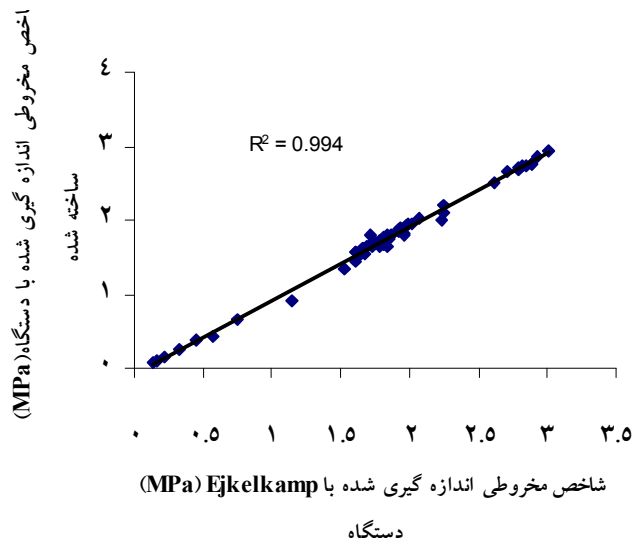 اخص مخروطی اندازه گیری شده با دستگاه(MPa)
ساخته شده
٤
٣
٢
١
٠
R² = 0.994
٠ ٠.٥ ١ ١.٥ ٢ ٢.٥ ٣ ٣.٥
شاخص مخروطی اندازه گیری شده با Ejkelkamp (MPa)
دستگاه